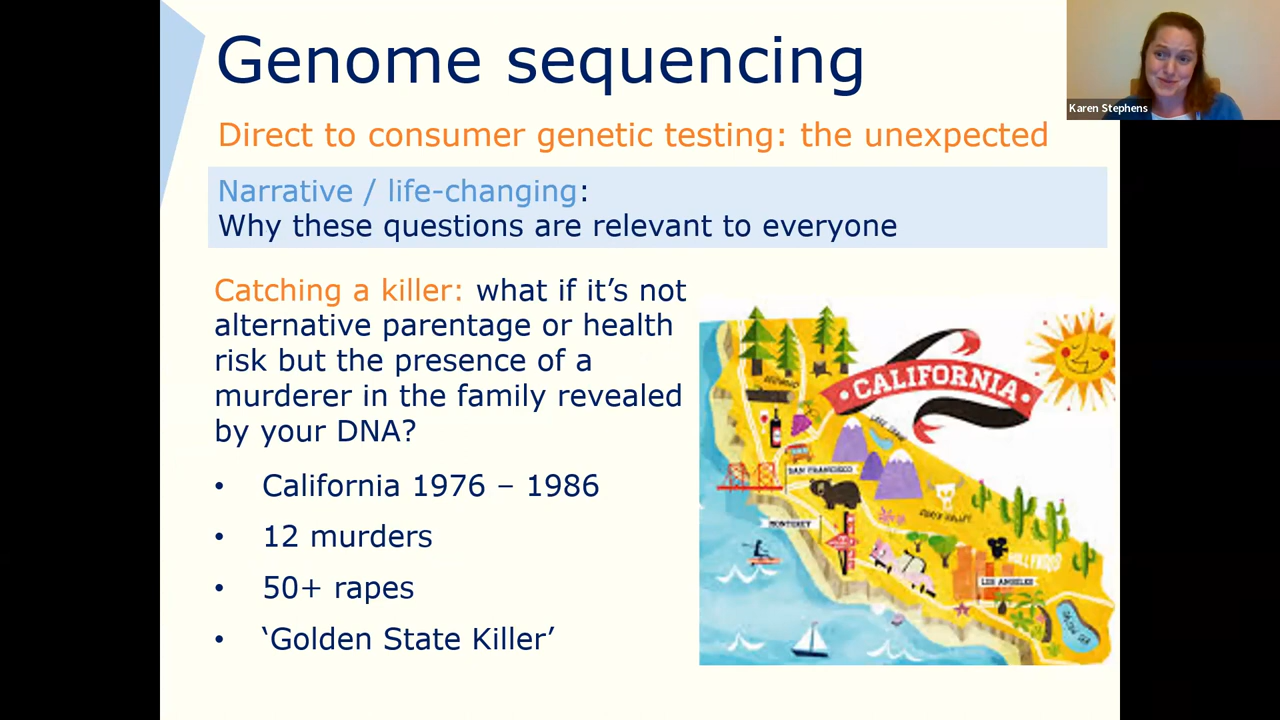 Genome sequencing
Karen Stephens
Direct to consumer genetic testing: the unexpected
Narrative / life-changing:
Why these questions are relevant to everyone
Catching a killer: what if it’s not
alternative parentage or health
risk but the presence of a
murderer in the family revealed
by your DNA?
• California 1976 – 1986
• 12 murders
• 50+ rapes
• ‘Golden State Killer’
•CALIFORNIA•
SAN FRANCISCO
MONTEREY
HOLLYWOOD
LOS ANGELES
SALTON SEA